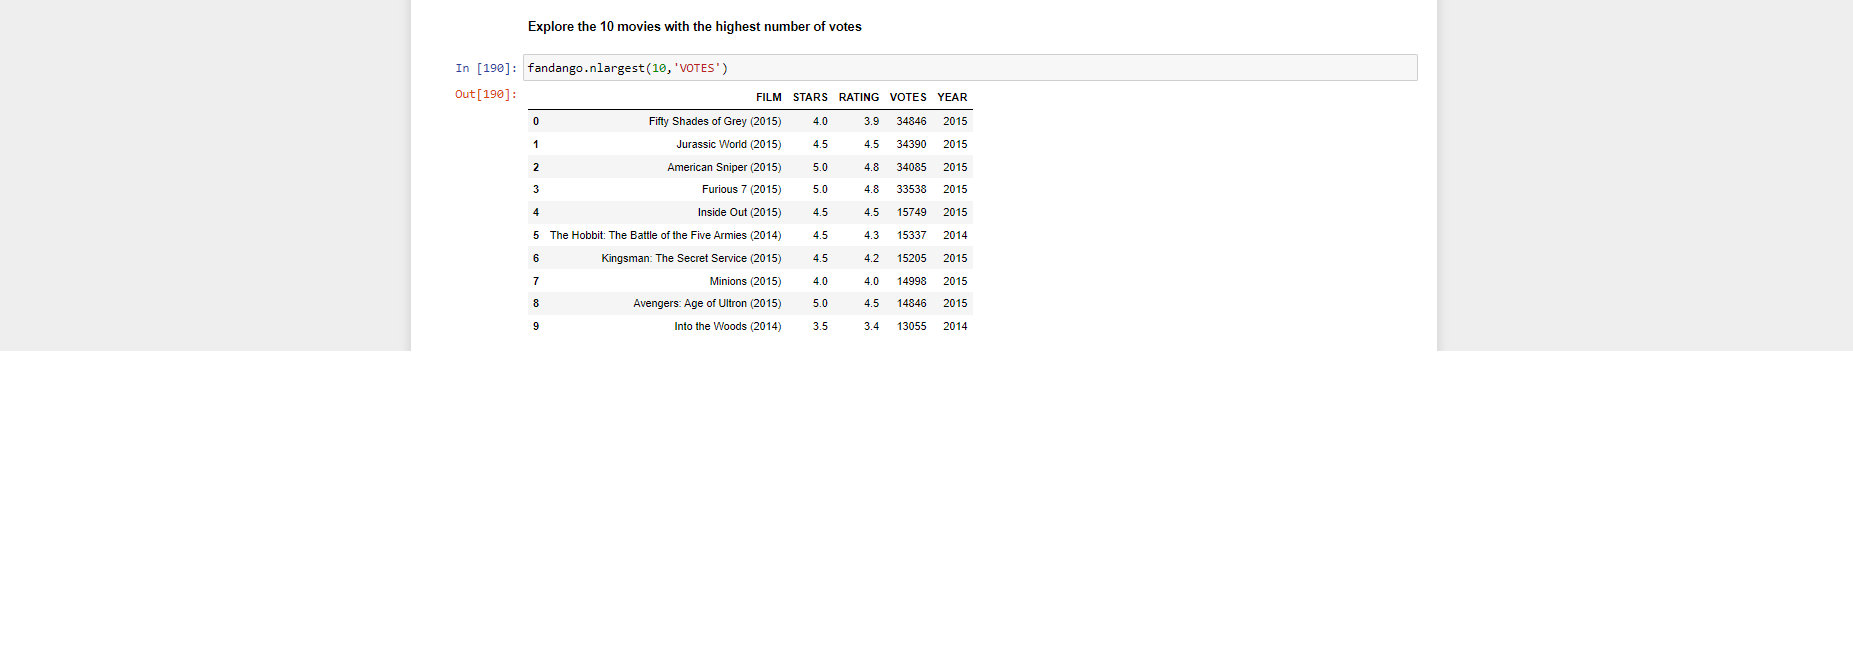 Explore the 10 movies with the highest number of votes
In [190]: fandango.nlargest(10,'VOTES')
Out[190]:
FILM STARS RATING VOTES YEAR
0 Fifty Shades of Grey (2015) 4.0 3.9 34846 2015
1 Jurassic World (2015) 4.5 4.5 34390 2015
2 American Sniper (2015) 5.0 4.8 34085 2015
3 Furious 7 (2015) 5.0 4.8 33538 2015
4 Inside Out (2015) 4.5 4.5 15749 2015
5 The Hobbit: The Battle of the Five Armies (2014) 4.5 4.3 15337 2014
6 Kingsman: The Secret Service (2015) 4.5 4.2 15205 2015
7 Minions (2015) 4.0 4.0 14998 2015
8 Avengers: Age of Ultron (2015) 5.0 4.5 14846 2015
9 Into the Woods (2014) 3.5 3.4 13055 2014